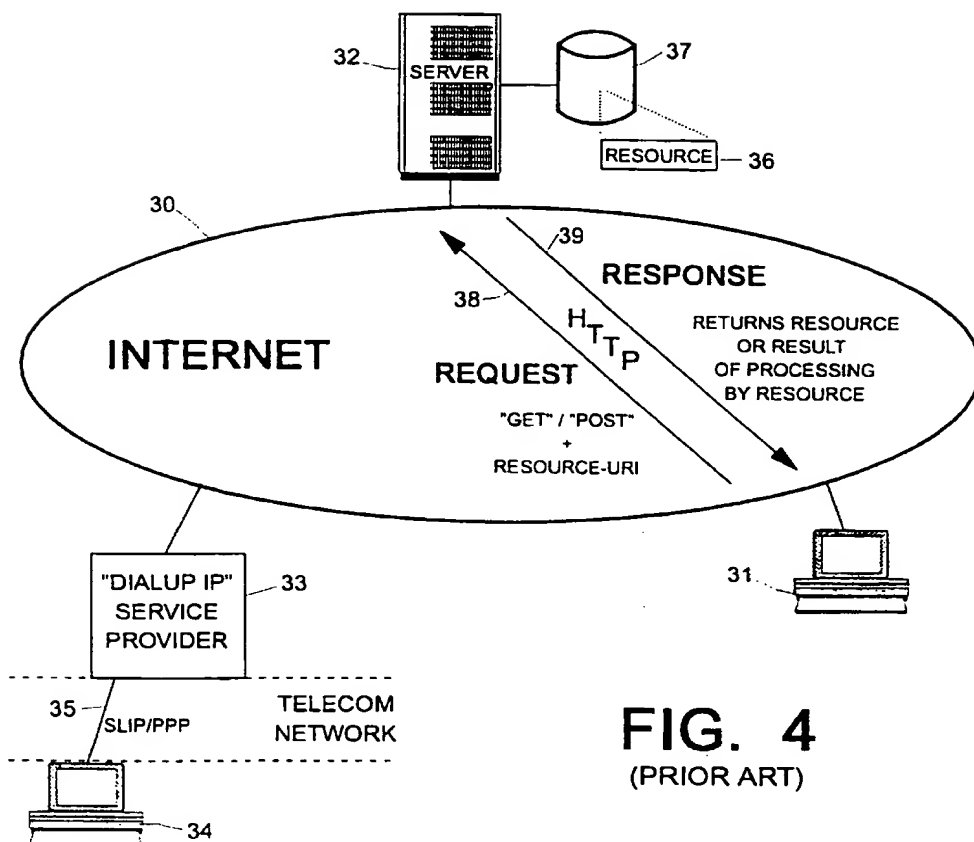 32
SERVER
37
RESOURCE
36
30
39
RESPONSE
38
HTTP
RETURNS RESOURCE
OR RESULT
OF PROCESSING
BY RESOURCE
INTERNET
REQUEST
"GET" / "POST"
+
RESOURCE-URI
"DIALUP IP"
SERVICE
PROVIDER
33
31
35
SLIP/PPP
TELECOM
NETWORK
34
FIG. 4
(PRIOR ART)